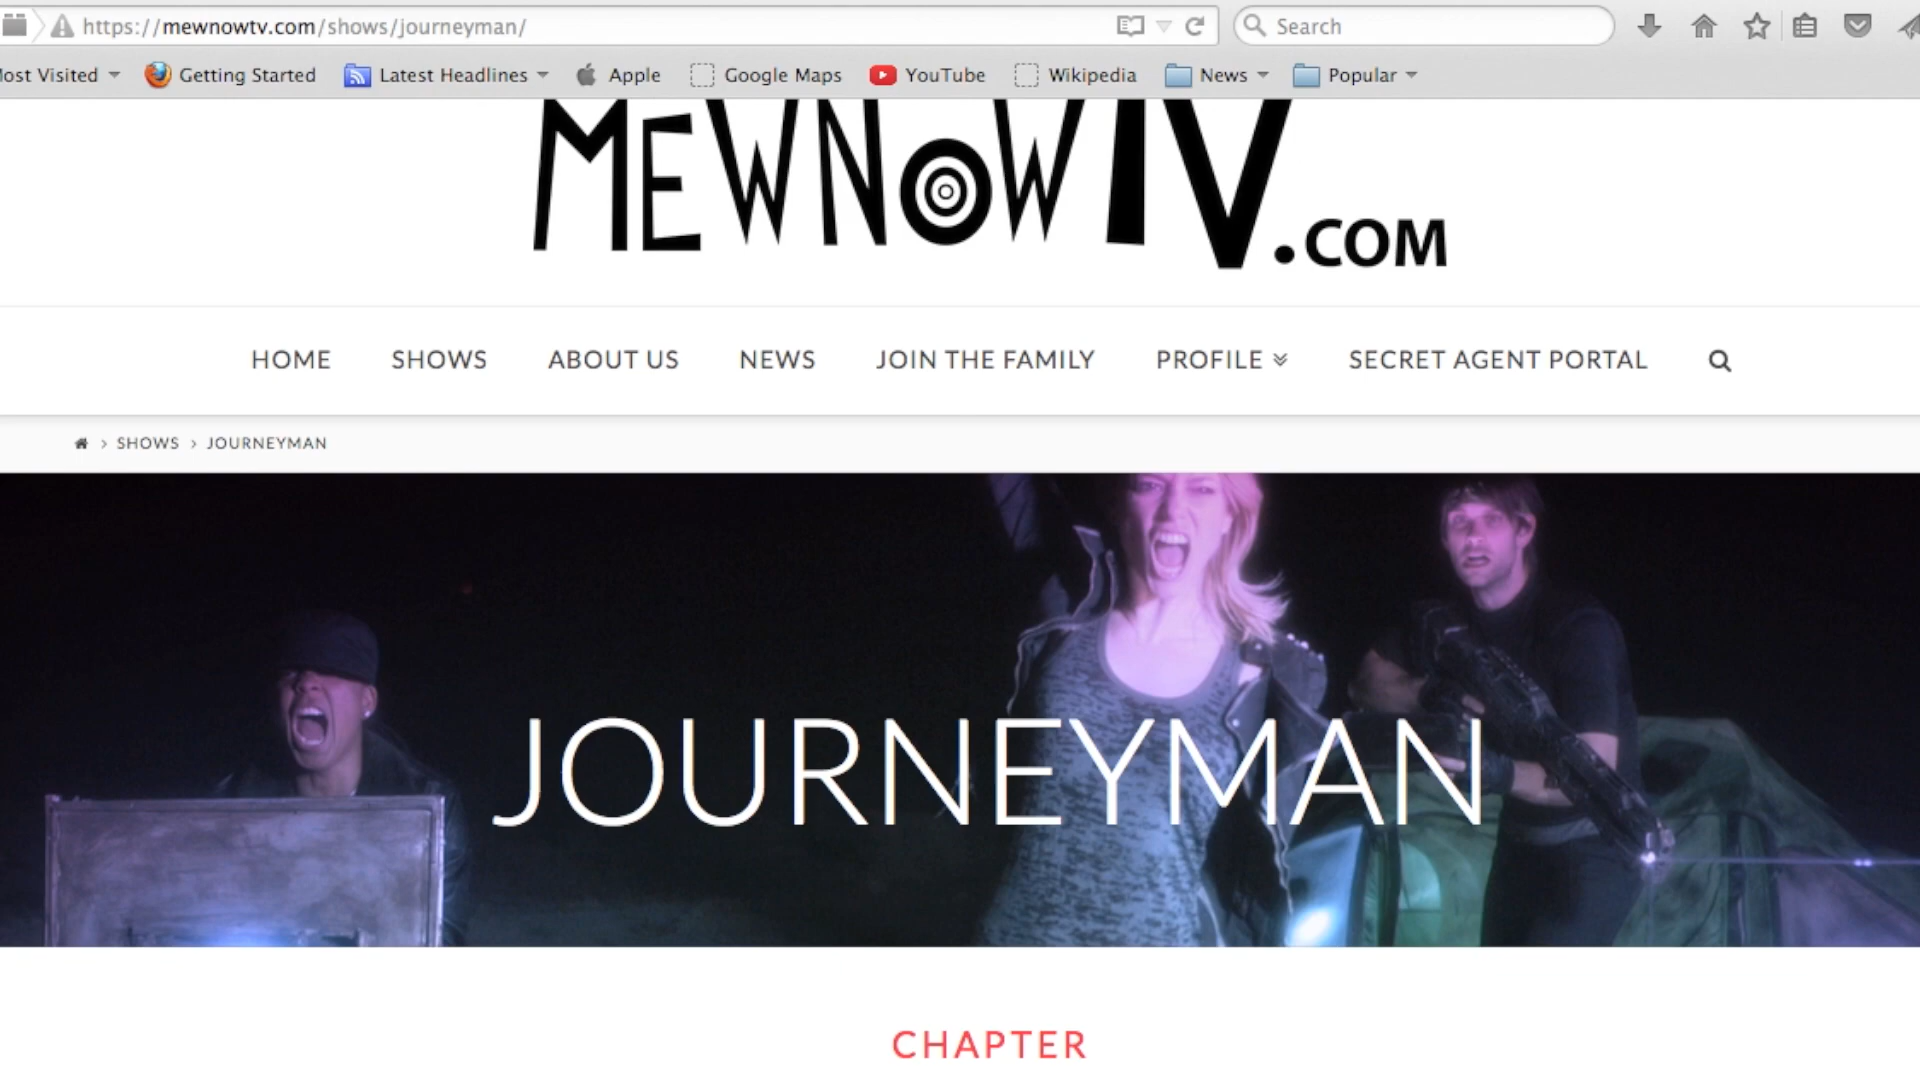 https://mewnowtv.com/shows/journeyman/
Search
ost Visited
Getting Started
Latest Headlines
Apple
Google Maps
YouTube
Wikipedia
News
Popular
MEWNOWTV.COM
HOME
SHOWS
ABOUT US
NEWS
JOIN THE FAMILY
PROFILE
SECRET AGENT PORTAL
> SHOWS > JOURNEYMAN
JOURNEYMAN
CHAPTER